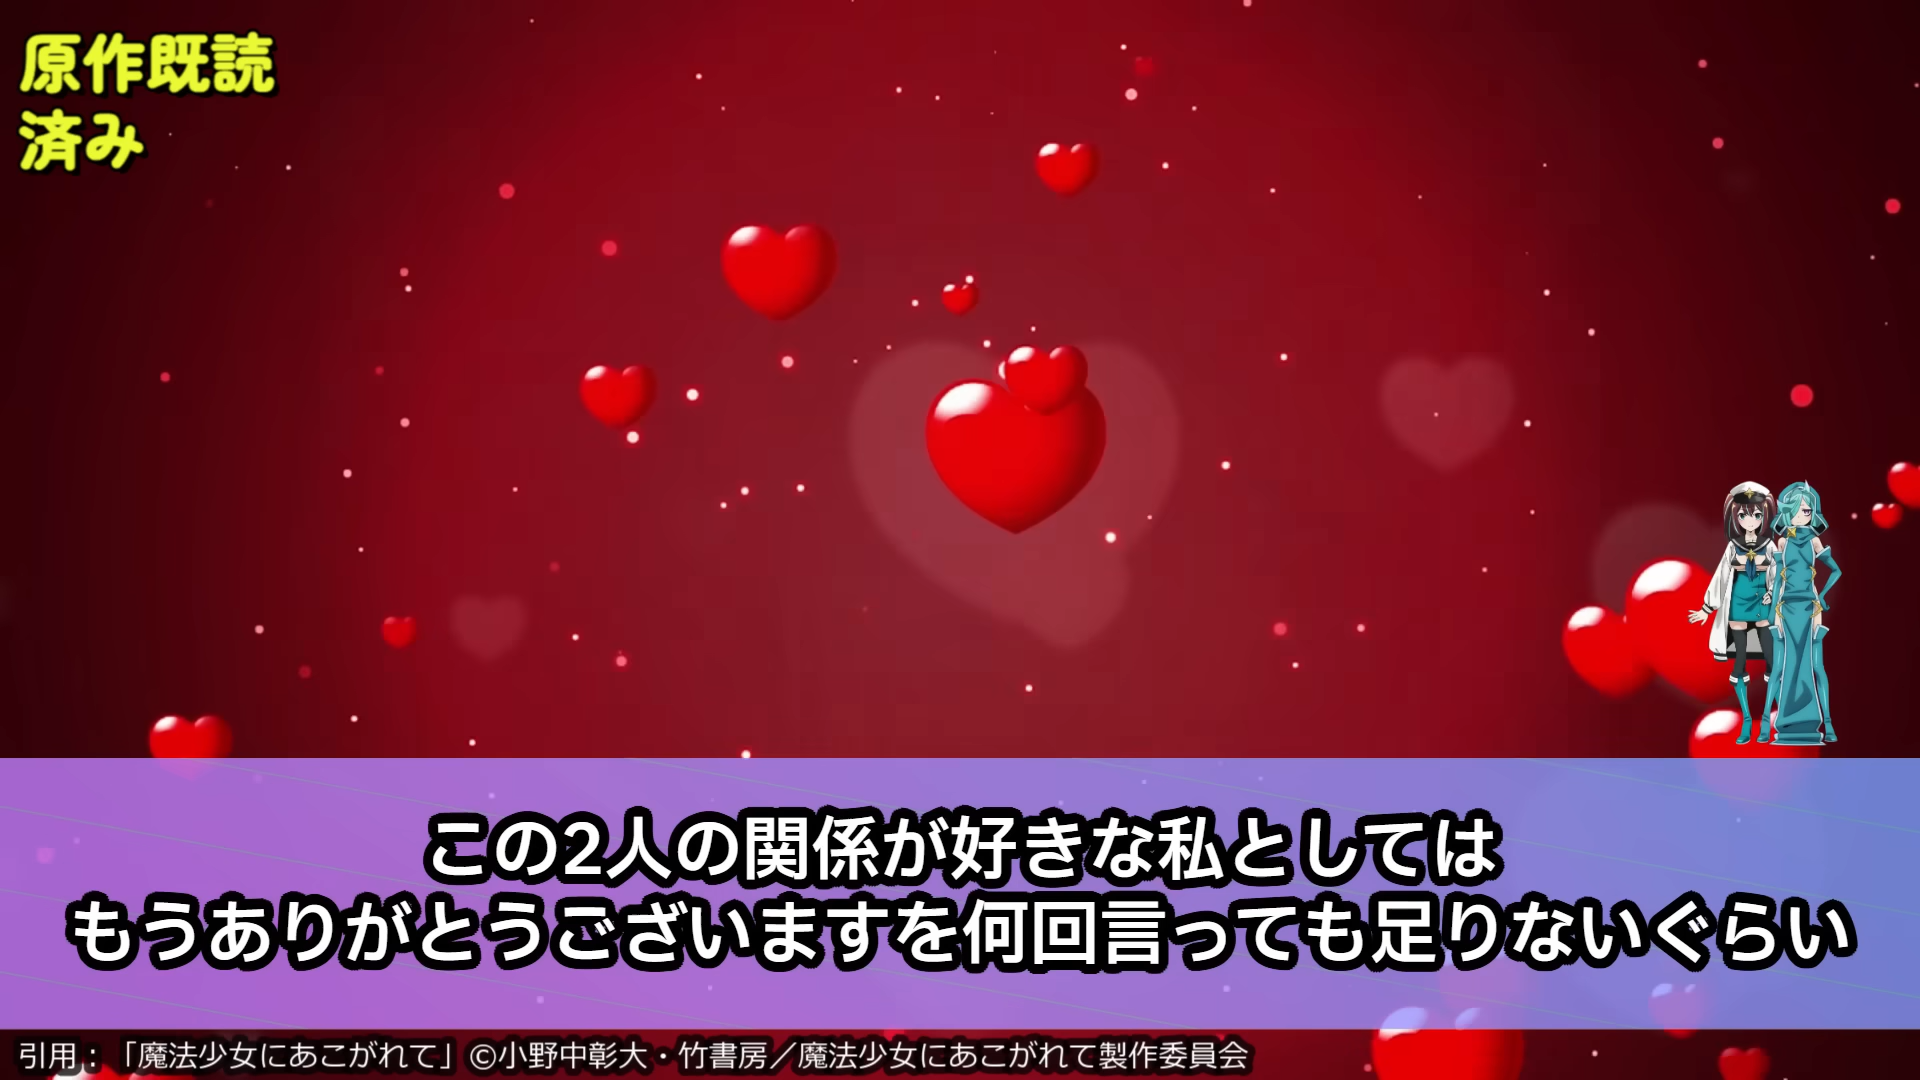 原作既読
済み
この2人の関係が好きな私としては
もうありがとうございますを何回言っても足りないぐらい
引用：「魔法少女にあこがれて」©小野中彰大・竹書房／魔法少女にあこがれて製作委員会